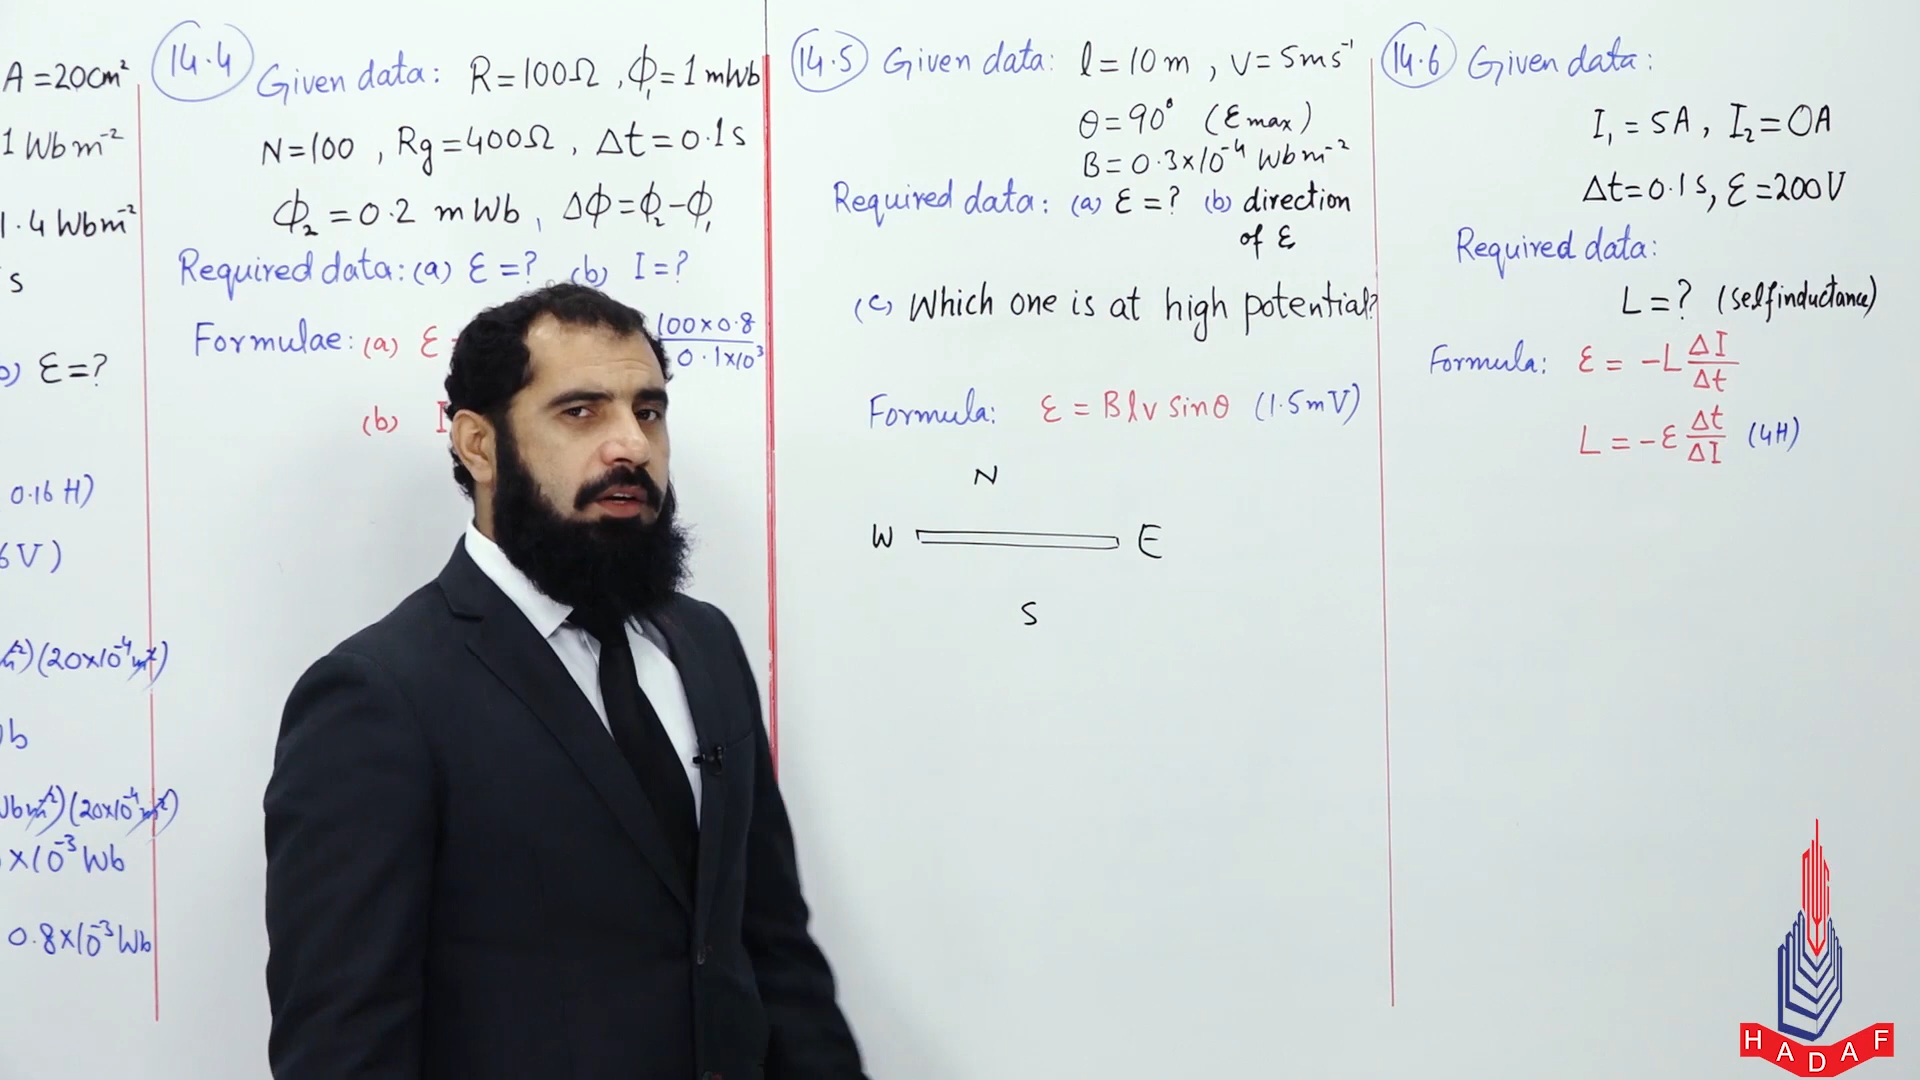 A = 20cm²
1 Wbm⁻²
1.4 Wbm⁻²
s
ε = ?
0.16 H)
V)
(20×10⁻⁴m²)
b
(20×10⁻⁴m²)
×10⁻³ Wb
0.8×10⁻³ Wb
14.4 Given data: R = 100Ω, ϕ₁ = 1 mWb
N = 100, Rg = 400Ω, Δt = 0.1s
ϕ₂ = 0.2 mWb, Δϕ = ϕ₂ - ϕ₁
Required data: (a) ε = ? (b) I = ?
Formulae: (a) ε 100×0.8
0.1×10³
(b) I
14.5 Given data: l = 10m, v = 5ms⁻¹
θ = 90° (εmax)
B = 0.3×10⁻⁴ Wbm⁻²
Required data: (a) ε = ? (b) direction
of ε
(c) Which one is at high potential?
Formula: ε = Blv sinθ (1.5mV)
N
W E
S
14.6 Given data:
I₁ = 5A, I₂ = 0A
Δt = 0.1s, ε = 200V
Required data:
L = ? (selfinductance)
Formula: ε = -L ΔI/Δt
L = -ε Δt/ΔI (4H)
HADAF